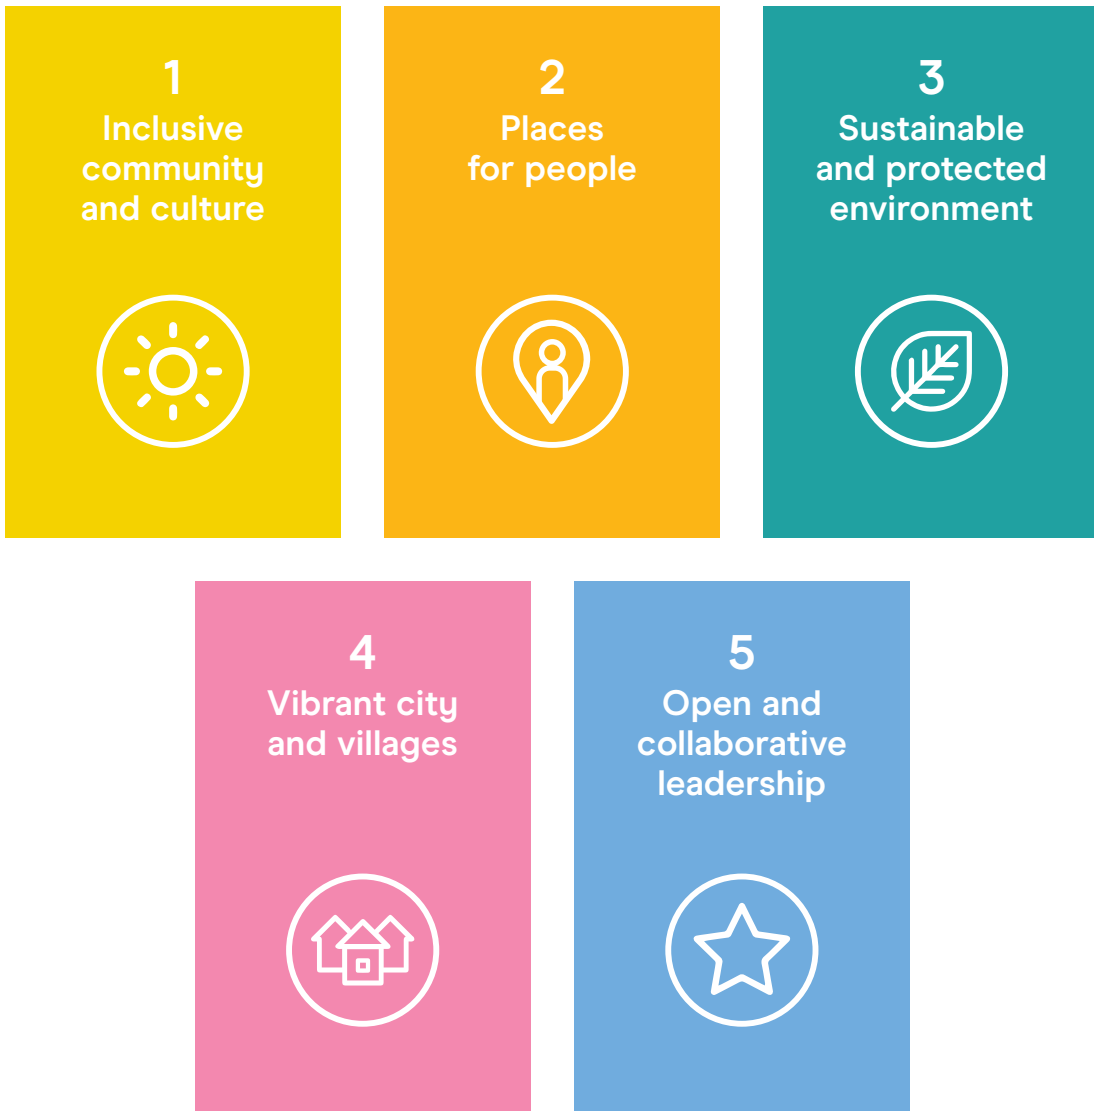 1
Inclusive
community
and culture
2
Places
for people
3
Sustainable
and protected
environment
4
Vibrant city
and villages
5
Open and
collaborative
leadership